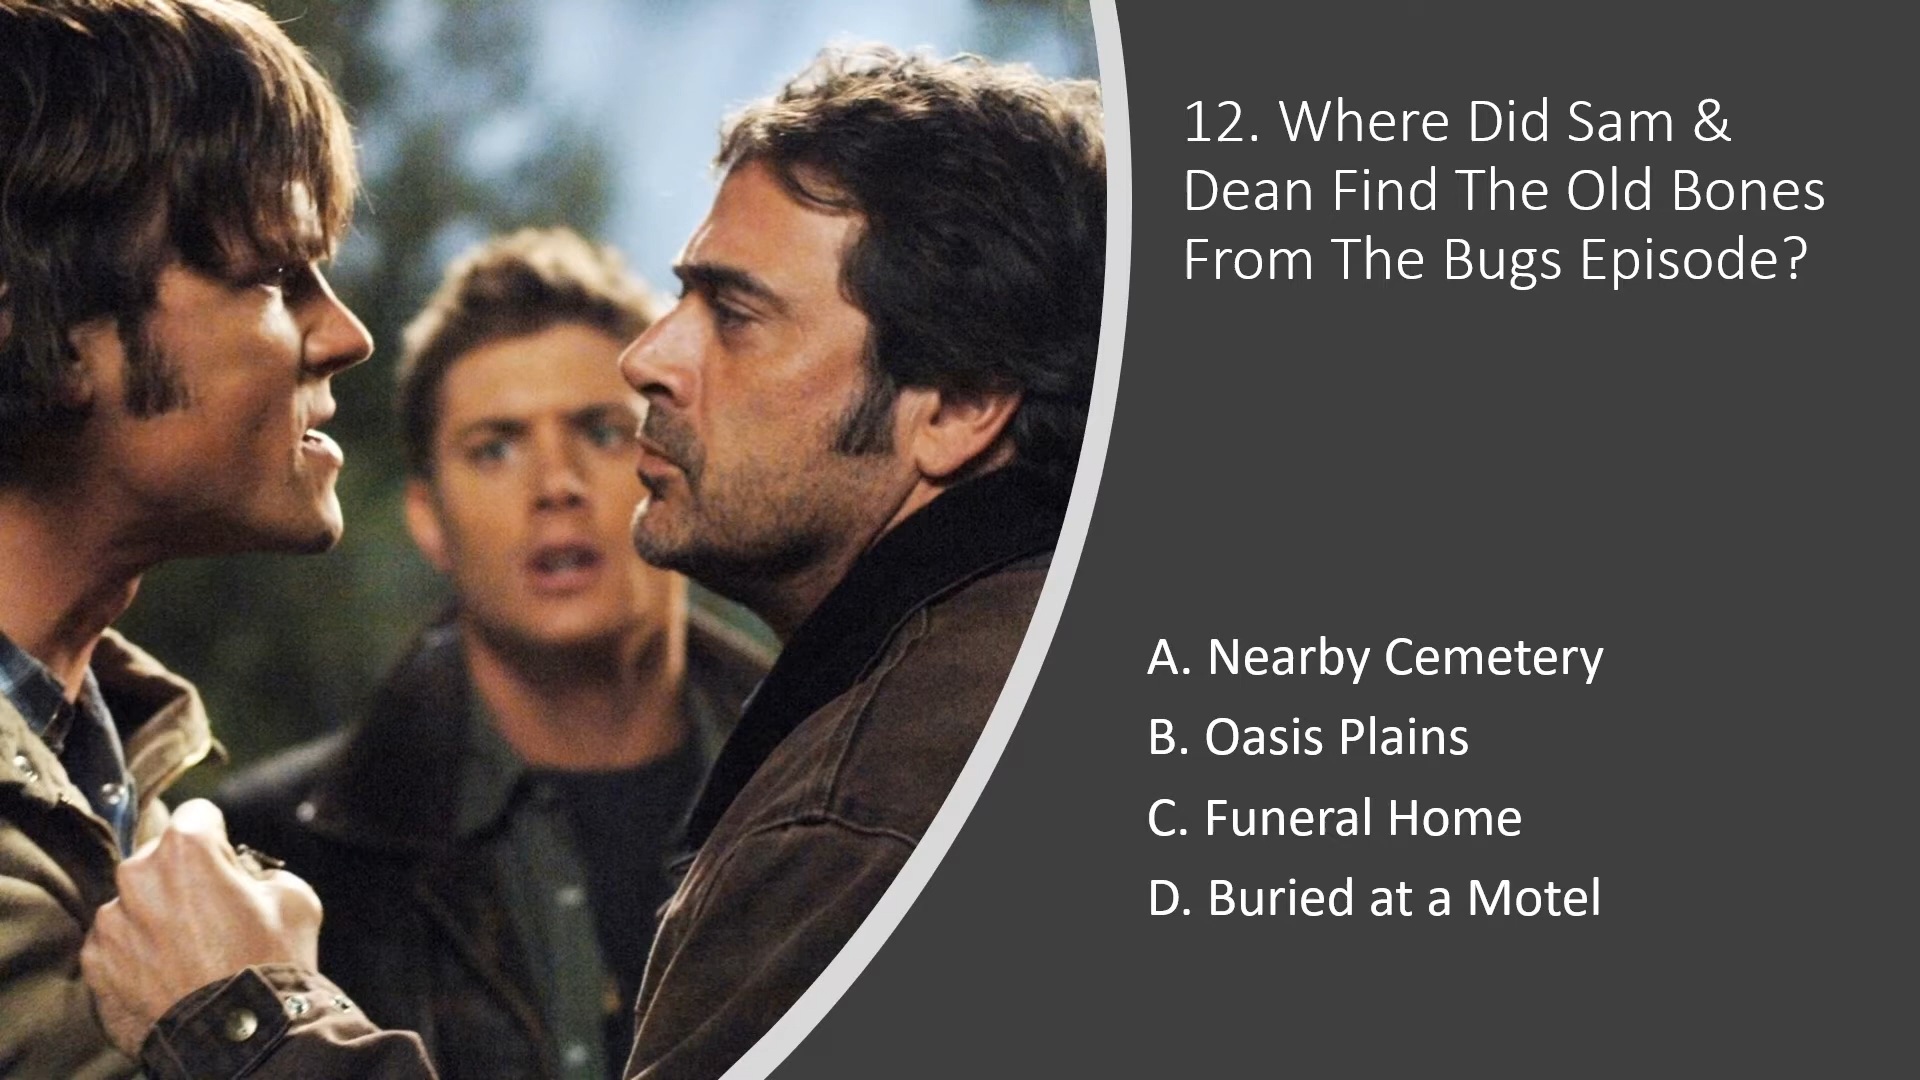 12. Where Did Sam &
Dean Find The Old Bones
From The Bugs Episode?
A. Nearby Cemetery
B. Oasis Plains
C. Funeral Home
D. Buried at a Motel